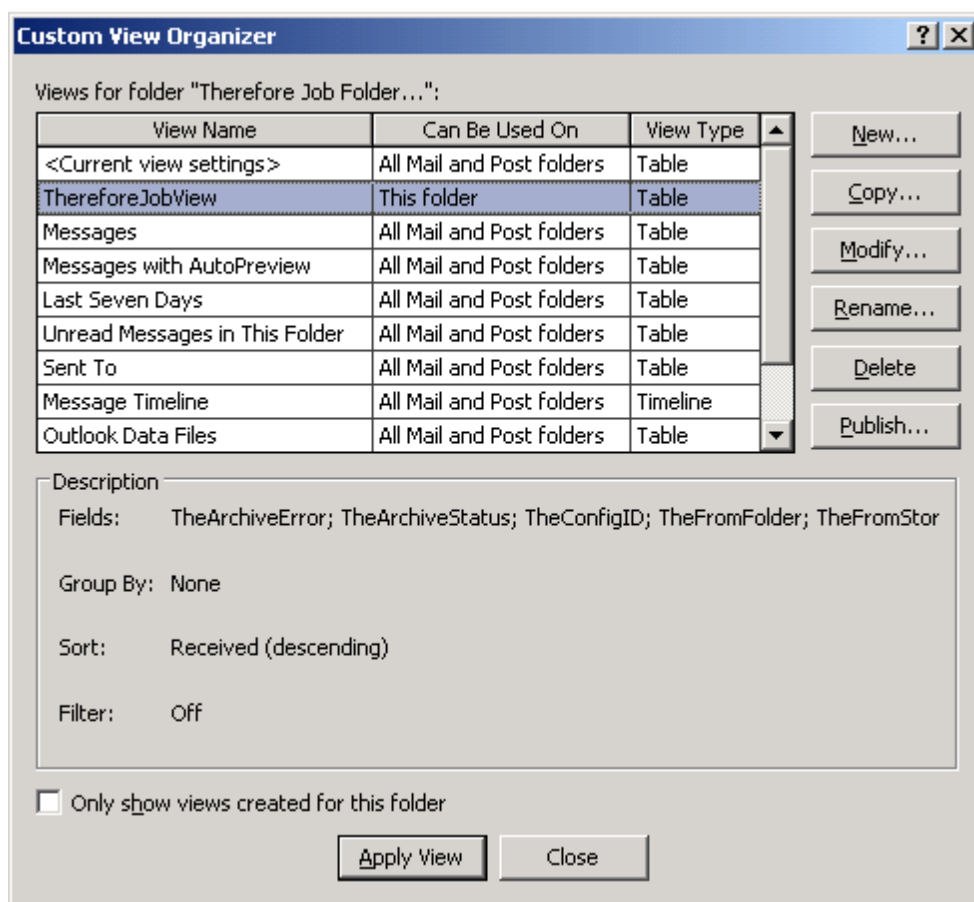 Custom View Organizer
Views for folder "Therefore Job Folder...":
View Name Can Be Used On View Type
<Current view settings> All Mail and Post folders Table
ThereforeJobView This folder Table
Messages All Mail and Post folders Table
Messages with AutoPreview All Mail and Post folders Table
Last Seven Days All Mail and Post folders Table
Unread Messages in This Folder All Mail and Post folders Table
Sent To All Mail and Post folders Table
Message Timeline All Mail and Post folders Timeline
Outlook Data Files All Mail and Post folders Table
New...
Copy...
Modify...
Rename...
Delete
Publish...
Description
Fields: TheArchiveError; TheArchiveStatus; TheConfigID; TheFromFolder; TheFromStor
Group By: None
Sort: Received (descending)
Filter: Off
Only show views created for this folder
Apply View Close